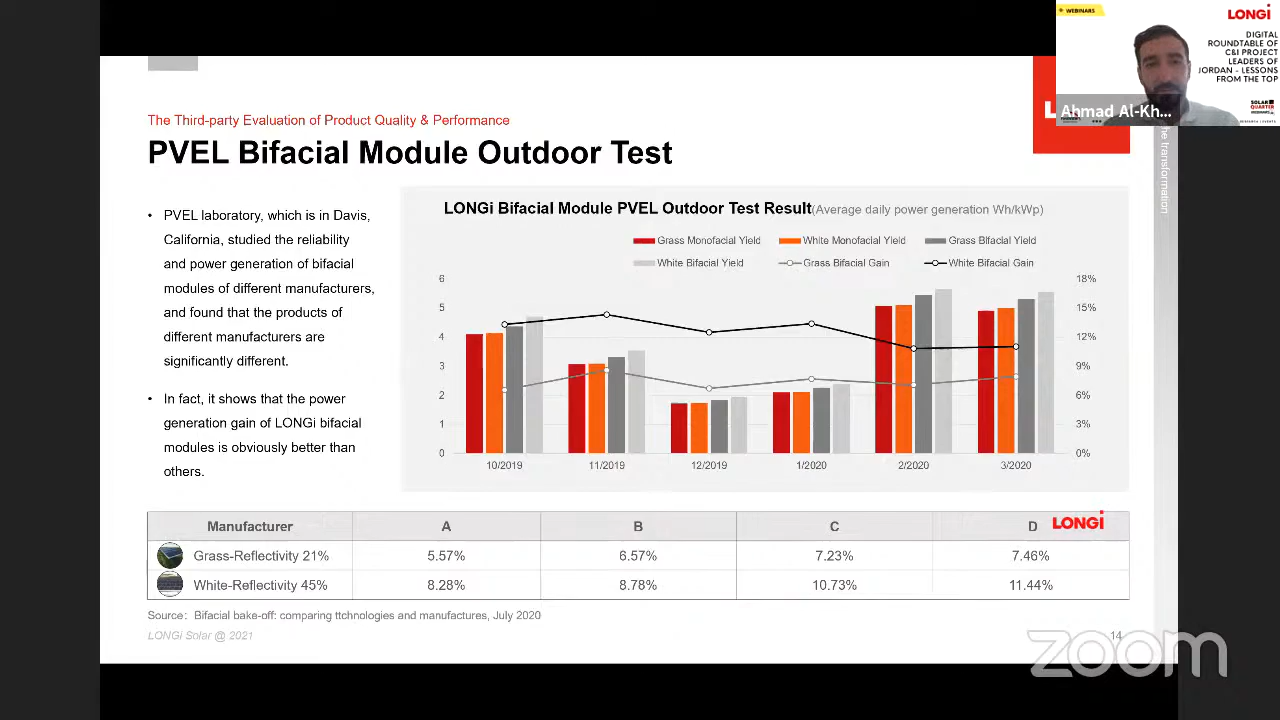 WEBINARS
LONGi
DIGITAL
ROUNDTABLE OF
C&I PROJECT
LEADERS OF
JORDAN - LESSONS
FROM THE TOP
SOLAR
QUARTER
Ahmad Al-Kh...
The Third-party Evaluation of Product Quality & Performance
PVEL Bifacial Module Outdoor Test
he transformation
• PVEL laboratory, which is in Davis,
California, studied the reliability
and power generation of bifacial
modules of different manufacturers,
and found that the products of
different manufacturers are
significantly different.
• In fact, it shows that the power
generation gain of LONGi bifacial
modules is obviously better than
others.
LONGi Bifacial Module PVEL Outdoor Test Result(Average daily power generation Wh/kWp)
Grass Monofacial Yield White Monofacial Yield Grass Bifacial Yield
White Bifacial Yield Grass Bifacial Gain White Bifacial Gain
6 18%
5 15%
4 12%
3 9%
2 6%
1 3%
0 0%
10/2019 11/2019 12/2019 1/2020 2/2020 3/2020
Manufacturer A B C D LONGi
Grass-Reflectivity 21% 5.57% 6.57% 7.23% 7.46%
White-Reflectivity 45% 8.28% 8.78% 10.73% 11.44%
Source: Bifacial bake-off: comparing ttchnologies and manufactures, July 2020
LONGi Solar @ 2021
14
zoom